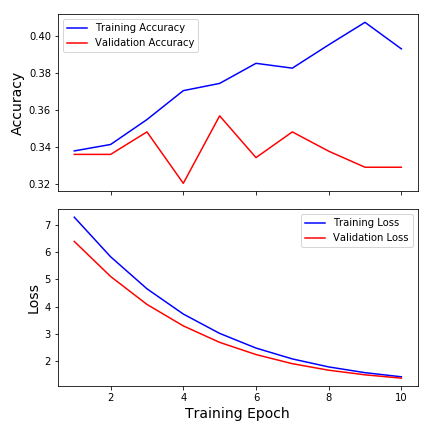 Training Accuracy
Validation Accuracy
0.40
0.38
0.36
0.34
0.32
Accuracy
Training Loss
Validation Loss
7
6
5
4
3
2
Loss
2 4 6 8 10
Training Epoch